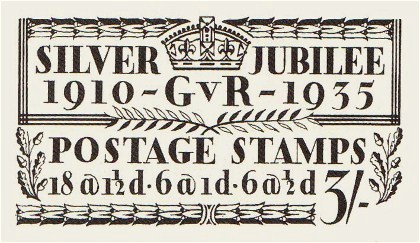 SILVER JUBILEE
1910 - GvR - 1935
POSTAGE STAMPS
18 @ 1½d · 6 @ 1d · 6 @ ½d 3/-